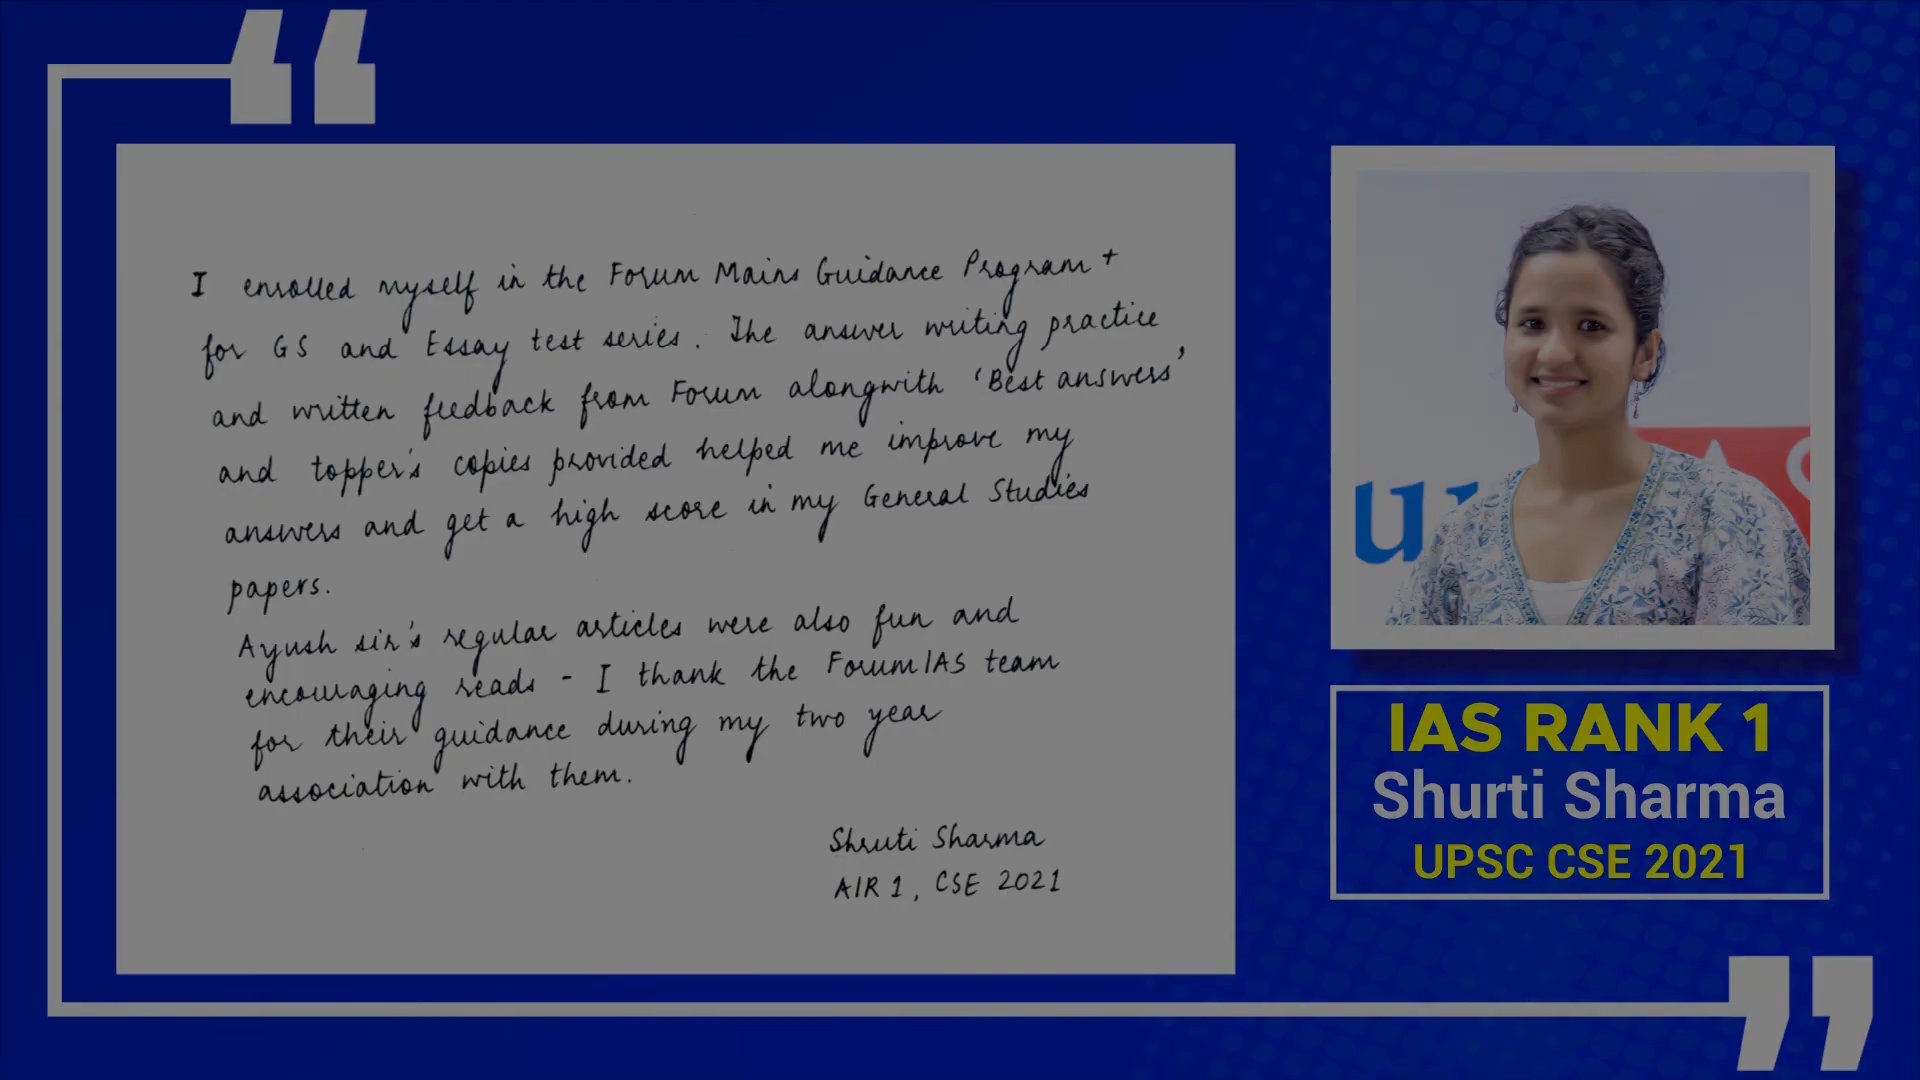 I enrolled myself in the Forum Mains Guidance Program +
for GS and Essay test series. The answer writing practice
and written feedback from Forum alongwith 'Best answers'
and topper's copies provided helped me improve my
answers and get a high score in my General Studies
papers.
Ayush sir's regular articles were also fun and
encouraging reads - I thank the ForumIAS team
for their guidance during my two year
association with them.
Shruti Sharma
AIR 1, CSE 2021
IAS RANK 1
Shurti Sharma
UPSC CSE 2021